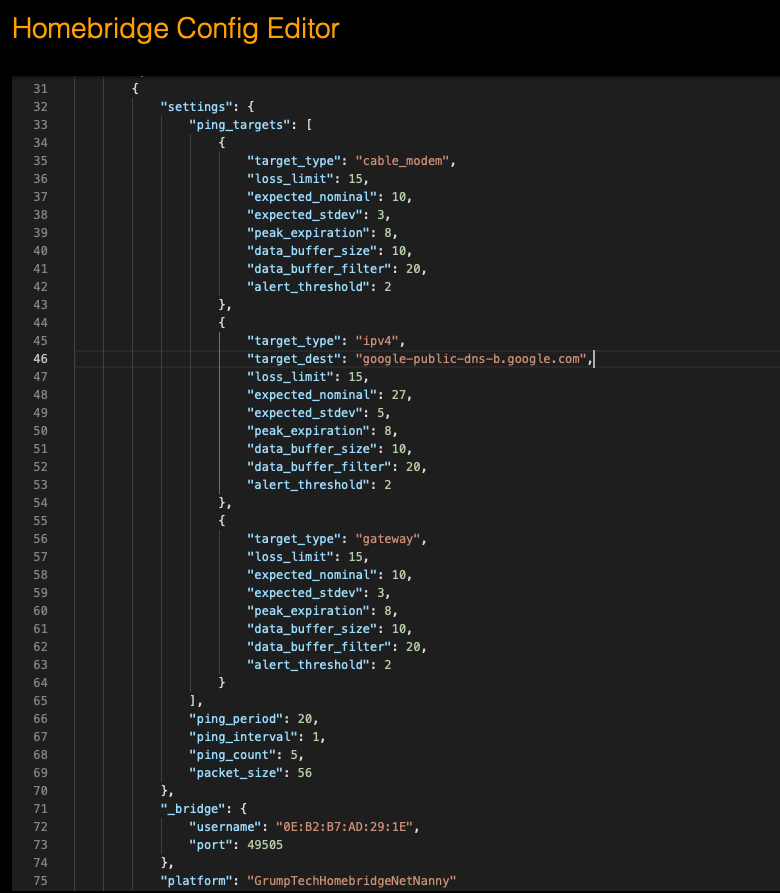 Homebridge Config Editor
31 {
32 "settings": {
33 "ping_targets": [
34 {
35 "target_type": "cable_modem",
36 "loss_limit": 15,
37 "expected_nominal": 10,
38 "expected_stdev": 3,
39 "peak_expiration": 8,
40 "data_buffer_size": 10,
41 "data_buffer_filter": 20,
42 "alert_threshold": 2
43 },
44 {
45 "target_type": "ipv4",
46 "target_dest": "google-public-dns-b.google.com",
47 "loss_limit": 15,
48 "expected_nominal": 27,
49 "expected_stdev": 5,
50 "peak_expiration": 8,
51 "data_buffer_size": 10,
52 "data_buffer_filter": 20,
53 "alert_threshold": 2
54 },
55 {
56 "target_type": "gateway",
57 "loss_limit": 15,
58 "expected_nominal": 10,
59 "expected_stdev": 3,
60 "peak_expiration": 8,
61 "data_buffer_size": 10,
62 "data_buffer_filter": 20,
63 "alert_threshold": 2
64 }
65 ],
66 "ping_period": 20,
67 "ping_interval": 1,
68 "ping_count": 5,
69 "packet_size": 56
70 },
71 "_bridge": {
72 "username": "0E:B2:B7:AD:29:1E",
73 "port": 49505
74 },
75 "platform": "GrumpTechHomebridgeNetNanny"